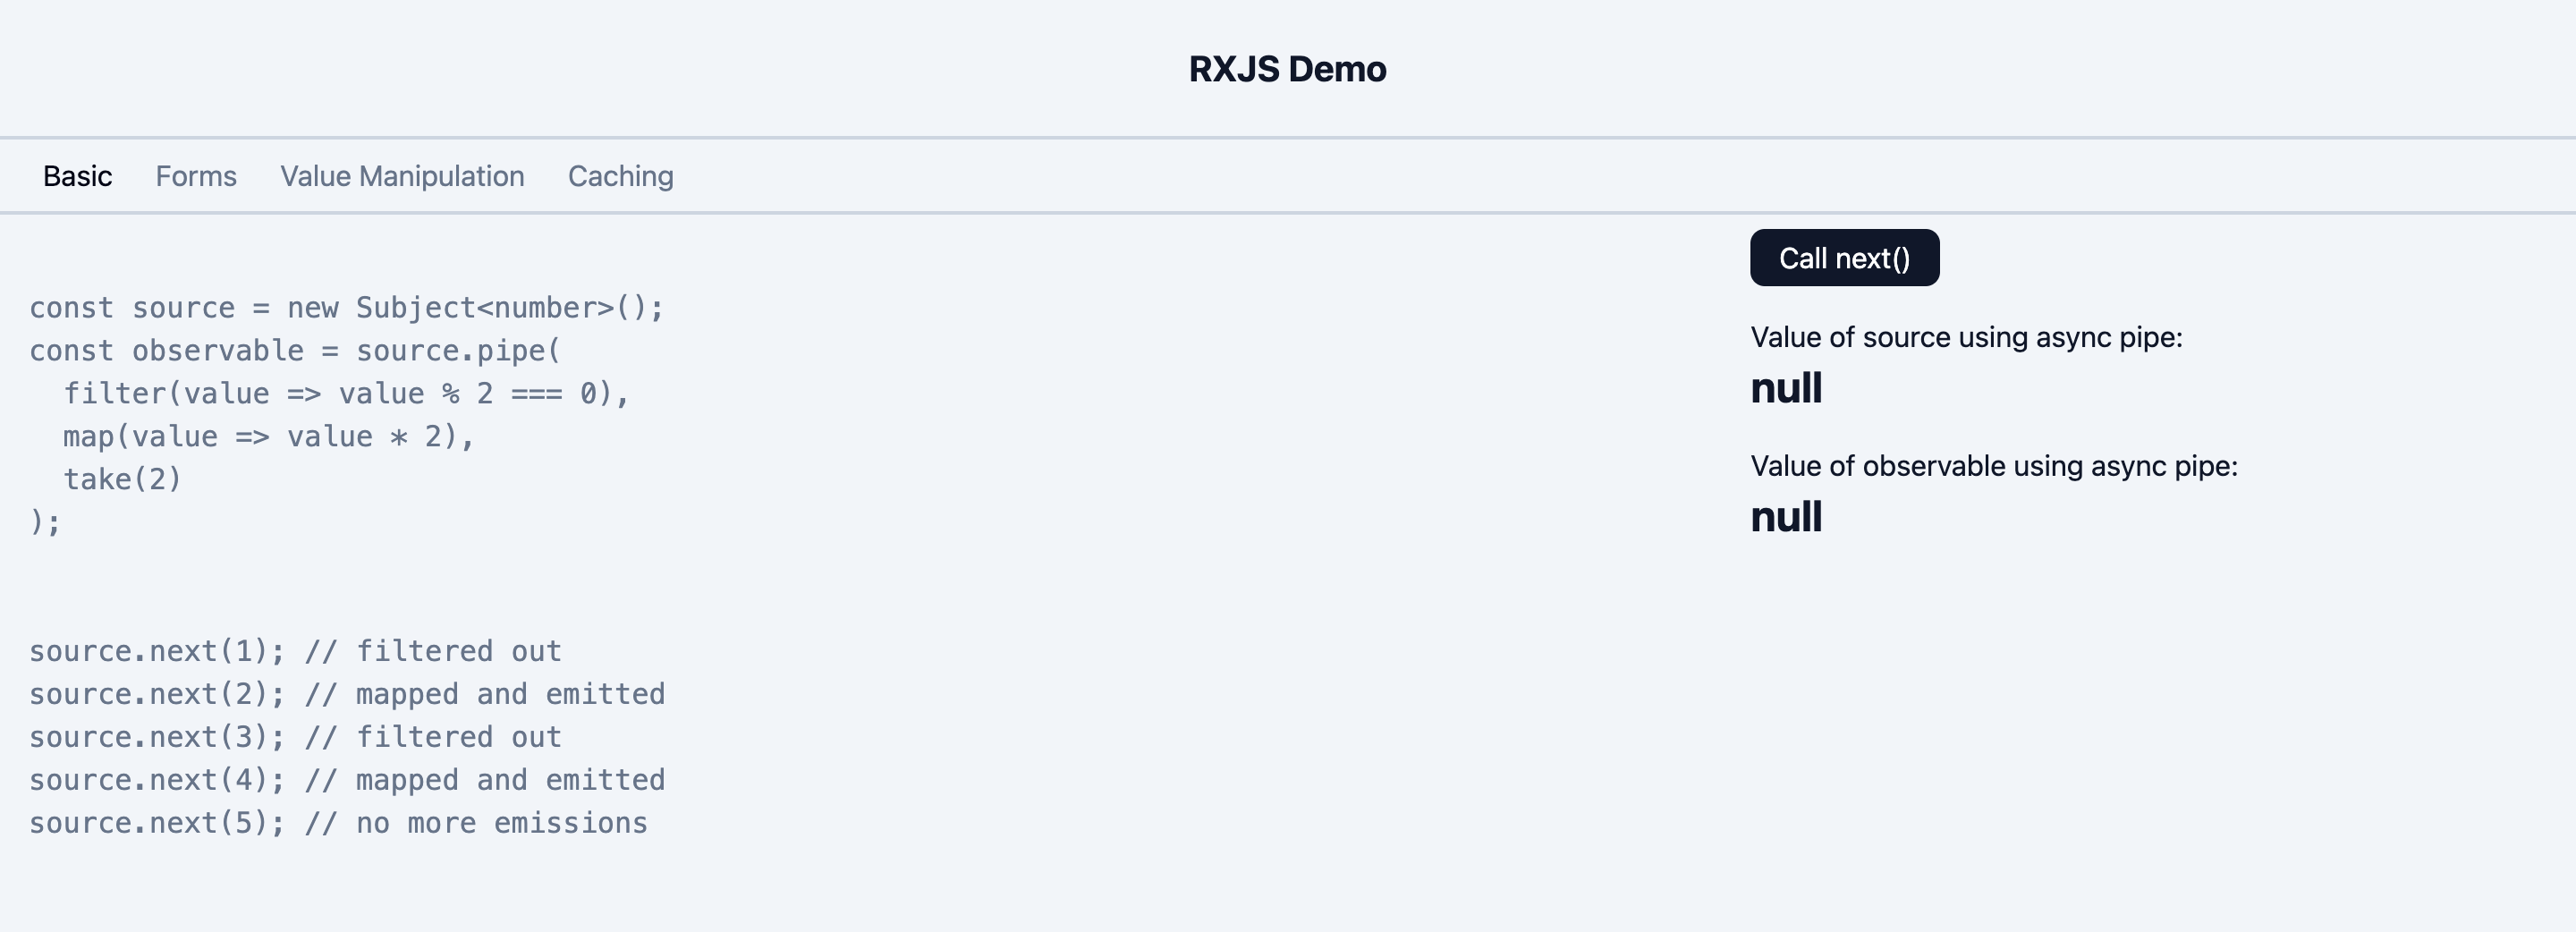 RXJS Demo
Basic Forms Value Manipulation Caching
const source = new Subject<number>();
const observable = source.pipe(
  filter(value => value % 2 === 0),
  map(value => value * 2),
  take(2)
);
source.next(1); // filtered out
source.next(2); // mapped and emitted
source.next(3); // filtered out
source.next(4); // mapped and emitted
source.next(5); // no more emissions
Call next()
Value of source using async pipe:
null
Value of observable using async pipe:
null